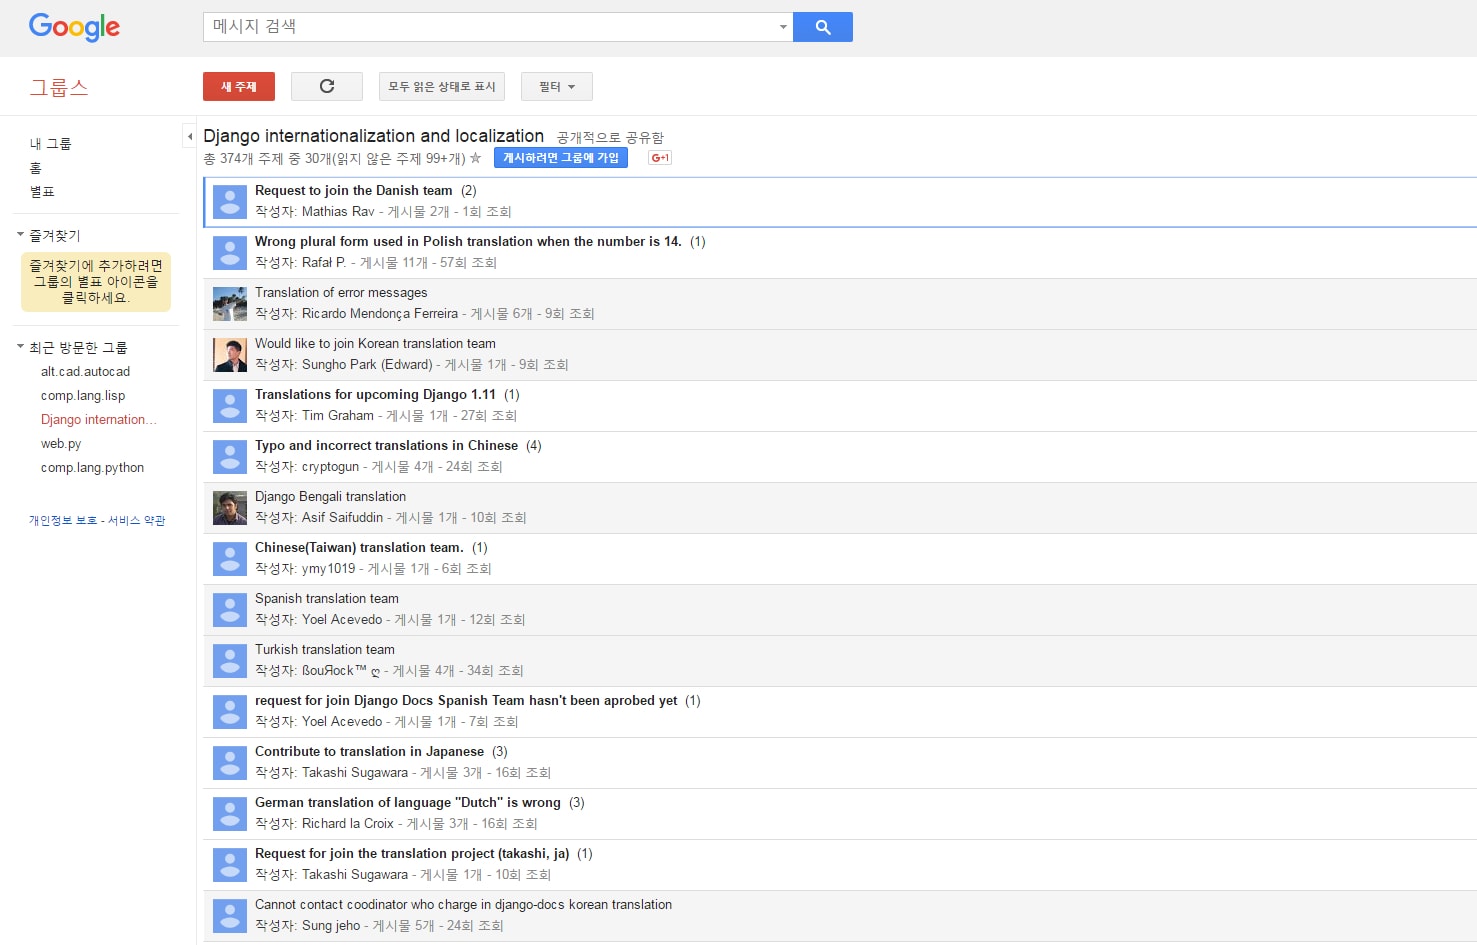 Google
메시지 검색
그룹스
새 주제
모두 읽은 상태로 표시
필터
내 그룹
홈
별표
즐겨찾기
즐겨찾기에 추가하려면
그룹의 별표 아이콘을
클릭하세요.
최근 방문한 그룹
alt.cad.autocad
comp.lang.lisp
Django internation...
web.py
comp.lang.python
개인정보 보호 - 서비스 약관
Django internationalization and localization 공개적으로 공유함
총 374개 주제 중 30개(읽지 않은 주제 99+개) ☆ 게시하려면 그룹에 가입 G+1
Request to join the Danish team (2)
작성자: Mathias Rav - 게시물 2개 - 1회 조회
Wrong plural form used in Polish translation when the number is 14. (1)
작성자: Rafał P. - 게시물 11개 - 57회 조회
Translation of error messages
작성자: Ricardo Mendonça Ferreira - 게시물 6개 - 9회 조회
Would like to join Korean translation team
작성자: Sungho Park (Edward) - 게시물 1개 - 9회 조회
Translations for upcoming Django 1.11 (1)
작성자: Tim Graham - 게시물 1개 - 27회 조회
Typo and incorrect translations in Chinese (4)
작성자: cryptogun - 게시물 4개 - 24회 조회
Django Bengali translation
작성자: Asif Saifuddin - 게시물 1개 - 10회 조회
Chinese(Taiwan) translation team. (1)
작성자: ymy1019 - 게시물 1개 - 6회 조회
Spanish translation team
작성자: Yoel Acevedo - 게시물 1개 - 12회 조회
Turkish translation team
작성자: ßouЯock™ ღ - 게시물 4개 - 34회 조회
request for join Django Docs Spanish Team hasn't been aprobed yet (1)
작성자: Yoel Acevedo - 게시물 1개 - 7회 조회
Contribute to translation in Japanese (3)
작성자: Takashi Sugawara - 게시물 3개 - 16회 조회
German translation of language "Dutch" is wrong (3)
작성자: Richard la Croix - 게시물 3개 - 16회 조회
Request for join the translation project (takashi, ja) (1)
작성자: Takashi Sugawara - 게시물 1개 - 10회 조회
Cannot contact coodinator who charge in django-docs korean translation
작성자: Sung jeho - 게시물 5개 - 24회 조회